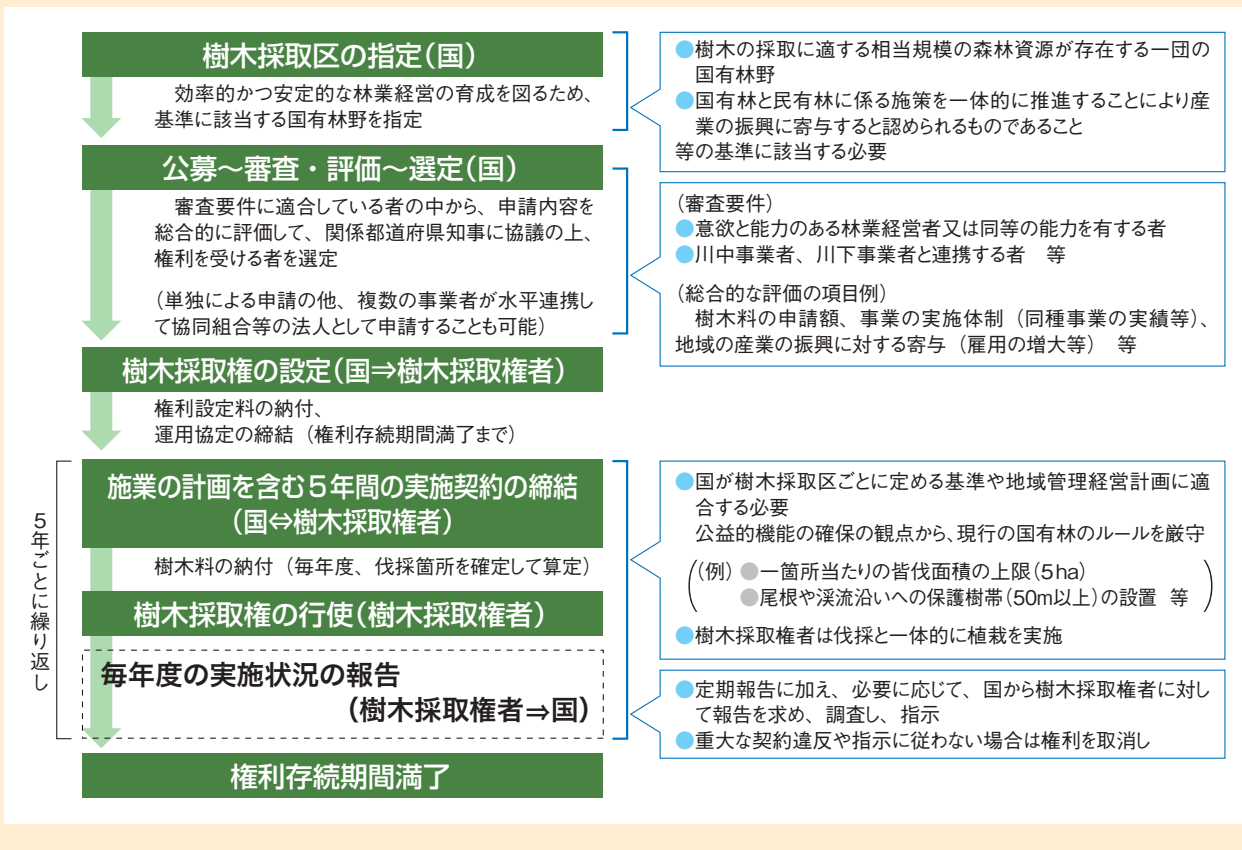 樹木採取区の指定(国)
効率的かつ安定的な林業経営の育成を図るため、
基準に該当する国有林野を指定
●樹木の採取に適する相当規模の森林資源が存在する一団の
国有林野
●国有林と民有林に係る施策を一体的に推進することにより産
業の振興に寄与すると認められるものであること
等の基準に該当する必要
公募〜審査・評価〜選定(国)
審査要件に適合している者の中から、申請内容を
総合的に評価して、関係都道府県知事に協議の上、
権利を受ける者を選定
(単独による申請の他、複数の事業者が水平連携し
て協同組合等の法人として申請することも可能)
(審査要件)
●意欲と能力のある林業経営者又は同等の能力を有する者
●川中事業者、川下事業者と連携する者 等
(総合的な評価の項目例)
樹木料の申請額、事業の実施体制(同種事業の実績等)、
地域の産業の振興に対する寄与(雇用の増大等) 等
樹木採取権の設定(国⇒樹木採取権者)
権利設定料の納付、
運用協定の締結(権利存続期間満了まで)
5年ごとに繰り返し
施業の計画を含む5年間の実施契約の締結
(国⇔樹木採取権者)
樹木料の納付(毎年度、伐採箇所を確定して算定)
樹木採取権の行使(樹木採取権者)
●国が樹木採取区ごとに定める基準や地域管理経営計画に適
合する必要
公益的機能の確保の観点から、現行の国有林のルールを厳守
(例)●一箇所当たりの皆伐面積の上限(5ha)
●尾根や渓流沿いへの保護樹帯(50m以上)の設置 等
●樹木採取権者は伐採と一体的に植栽を実施
毎年度の実施状況の報告
(樹木採取権者⇒国)
●定期報告に加え、必要に応じて、国から樹木採取権者に対し
て報告を求め、調査し、指示
●重大な契約違反や指示に従わない場合は権利を取消し
権利存続期間満了